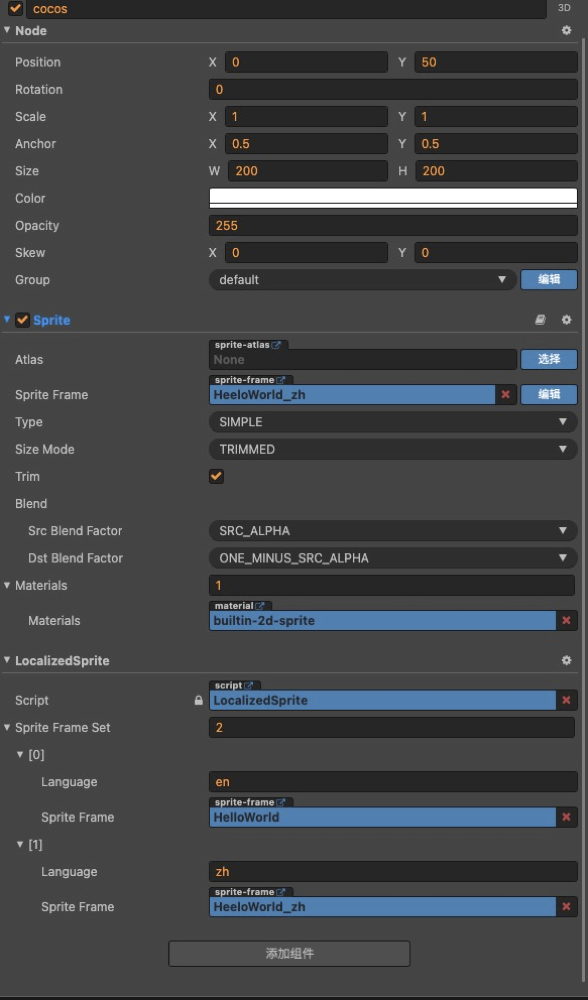 cocos 3D
Node
Position X 0 Y 50
Rotation 0
Scale X 1 Y 1
Anchor X 0.5 Y 0.5
Size W 200 H 200
Color
Opacity 255
Skew X 0 Y 0
Group default 编辑
Sprite
sprite-atlas
Atlas None 选择
sprite-frame
Sprite Frame HeeloWorld_zh 编辑
Type SIMPLE
Size Mode TRIMMED
Trim
Blend
Src Blend Factor SRC_ALPHA
Dst Blend Factor ONE_MINUS_SRC_ALPHA
Materials 1
material
Materials builtin-2d-sprite
LocalizedSprite
script
Script LocalizedSprite
Sprite Frame Set 2
[0]
Language en
sprite-frame
Sprite Frame HelloWorld
[1]
Language zh
sprite-frame
Sprite Frame HeeloWorld_zh
添加组件